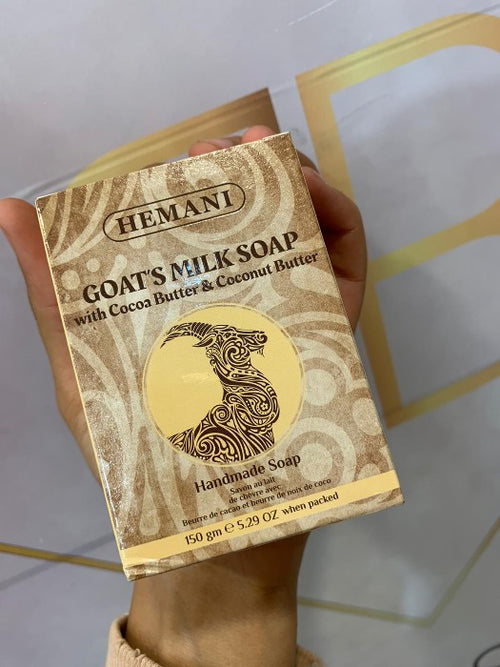 HEMANI
GOAT'S MILK SOAP
with Cocoa Butter & Coconut Butter
Handmade Soap
Savon au lait
de chèvre avec
Beurre de cacao et beurre de noix de coco
150 gm e 5.29 OZ when packed